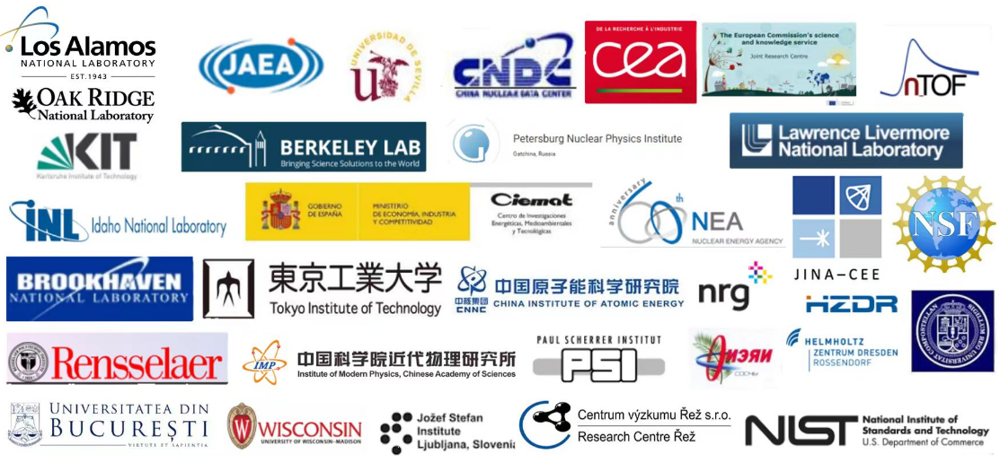 Los Alamos
NATIONAL LABORATORY
EST. 1943
OAK RIDGE
National Laboratory
JAEA
UNIVERSIDAD DE SEVILLA
CNDC
CHINA NUCLEAR DATA CENTER
DE LA RECHERCHE À L'INDUSTRIE
cea
The European Commission's science
and knowledge service
Joint Research Centre
n_TOF
KIT
Karlsruhe Institute of Technology
BERKELEY LAB
Bringing Science Solutions to the World
Petersburg Nuclear Physics Institute
Gatchina, Russia
Lawrence Livermore
National Laboratory
INL Idaho National Laboratory
GOBIERNO
DE ESPAÑA
MINISTERIO
DE ECONOMÍA, INDUSTRIA
Y COMPETITIVIDAD
Ciemat
Centro de Investigaciones
Energéticas, Medioambientales
y Tecnológicas
60th
anniversary
NEA
NUCLEAR ENERGY AGENCY
JINA-CEE
NSF
BROOKHAVEN
NATIONAL LABORATORY
東京工業大学
Tokyo Institute of Technology
中核集团
CNNC
中国原子能科学研究院
CHINA INSTITUTE OF ATOMIC ENERGY
nrg
HZDR
HELMHOLTZ
ZENTRUM DRESDEN
ROSSENDORF
Rensselaer
IMP
中国科学院近代物理研究所
Institute of Modern Physics, Chinese Academy of Sciences
PAUL SCHERRER INSTITUT
PSI
ОИЭЯИ
СОСНЫ
UNIVERSITATEA DIN
BUCUREȘTI
VIRTUTE ET SAPIENTIA
W
WISCONSIN
UNIVERSITY OF WISCONSIN–MADISON
Jožef Stefan
Institute
Ljubljana, Slovenia
Centrum výzkumu Řež s.r.o.
Research Centre Řež
NIST
National Institute of
Standards and Technology
U.S. Department of Commerce